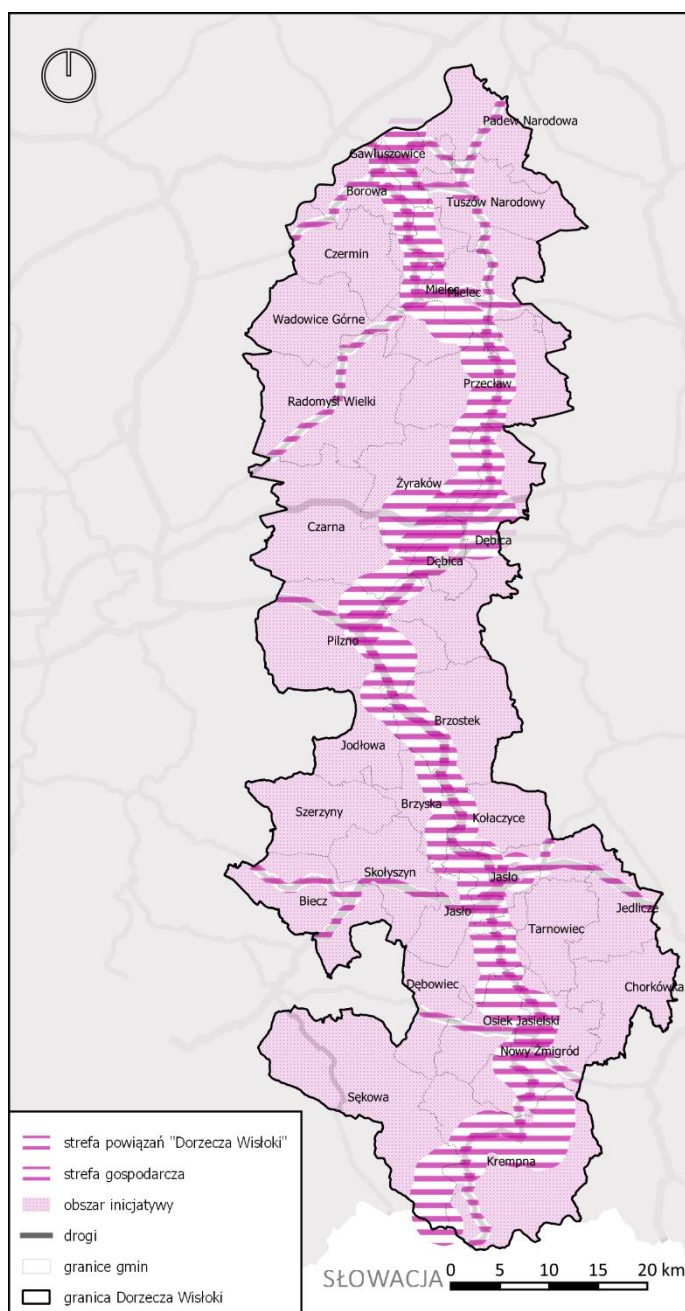 Padew Narodowa
Gawłuszowice
Borowa
Tuszów Narodowy
Czermin
Mielec
Mielec
Wadowice Górne
Przecław
Radomyśl Wielki
Żyraków
Czarna
Dębica
Dębica
Pilzno
Brzostek
Jodłowa
Brzyska
Szerzyny
Kołaczyce
Skołyszyn
Jasło
Biecz
Jasło
Jedlicze
Tarnowiec
Dębowiec
Chorkówka
Osiek Jasielski
Nowy Żmigród
Sękowa
Krempna
strefa powiązań "Dorzecza Wisłoki"
strefa gospodarcza
obszar inicjatywy
drogi
granice gmin
granica Dorzecza Wisłoki
SŁOWACJA
0 5 10 15 20 km